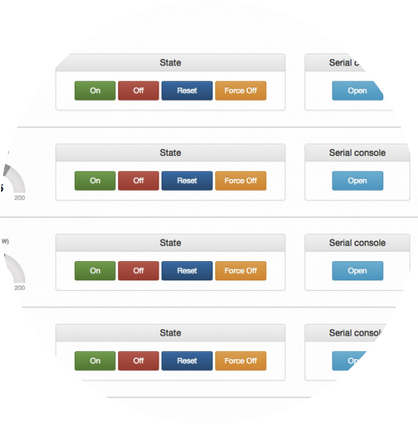 State
On Off Reset Force Off Open
State Serial console
On Off Reset Force Off Open
200
W)
State Serial console
On Off Reset Force Off Open
200
State Serial
On Off Reset Force Off